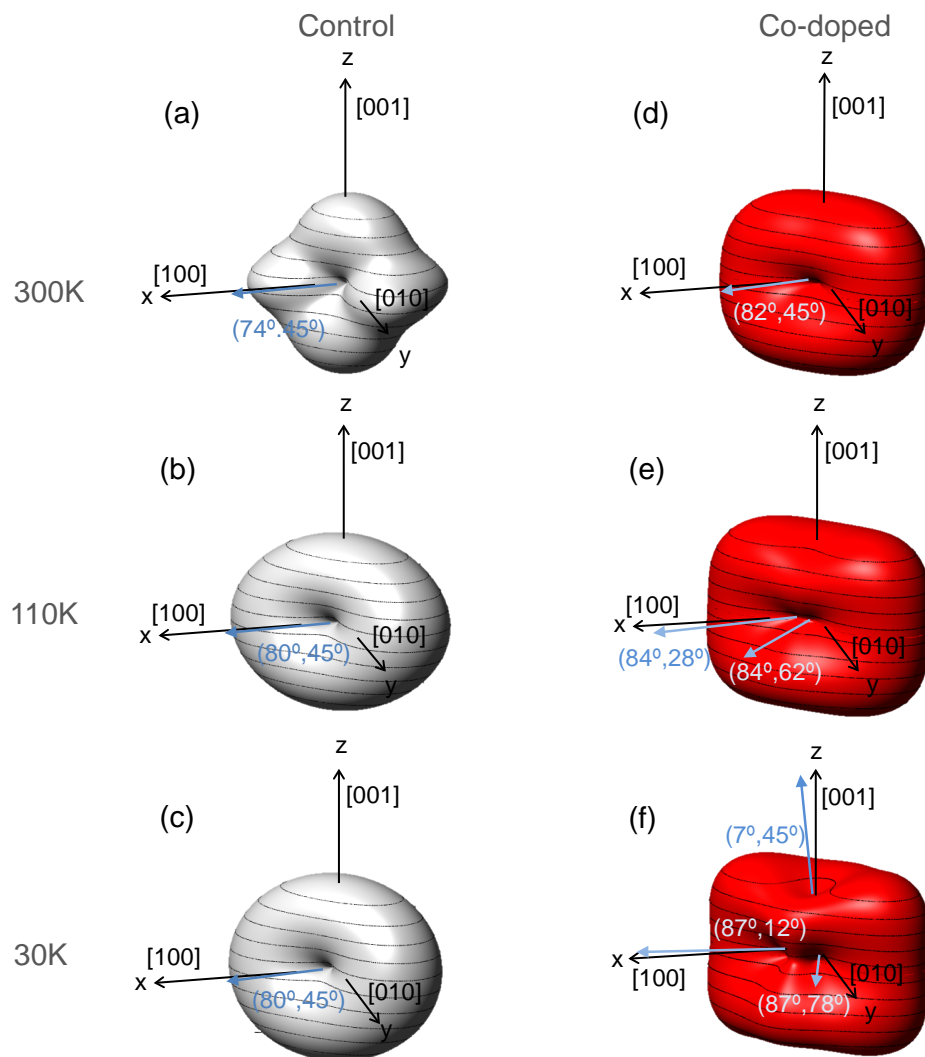 Control
Co-doped
z
z
(a)
[001]
(d)
[001]
300K
[100]
x
[010]
(74º.45º)
y
[100]
x
[010]
(82º,45º)
y
z
z
(b)
[001]
(e)
[001]
110K
[100]
x
[010]
(80º,45º)
y
[100]
x
[010]
(84º,28º)
(84º,62º)
y
z
z
(c)
[001]
(f)
[001]
(7º,45º)
30K
[100]
x
[010]
(80º,45º)
y
(87º,12º)
x
[100]
[010]
(87º,78º)
y